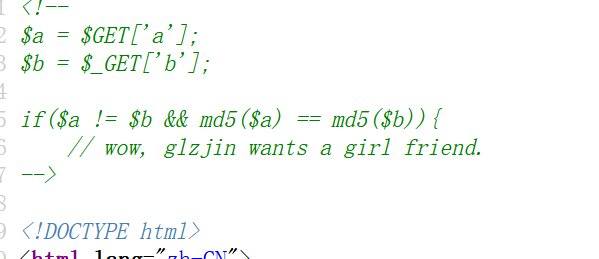 1 <!--
2 $a = $GET['a'];
3 $b = $_GET['b'];
4
5 if($a != $b && md5($a) == md5($b)){
6     // wow, glzjin wants a girl friend.
7 -->
8
9 <!DOCTYPE html>
0 <html lang="zh-CN">